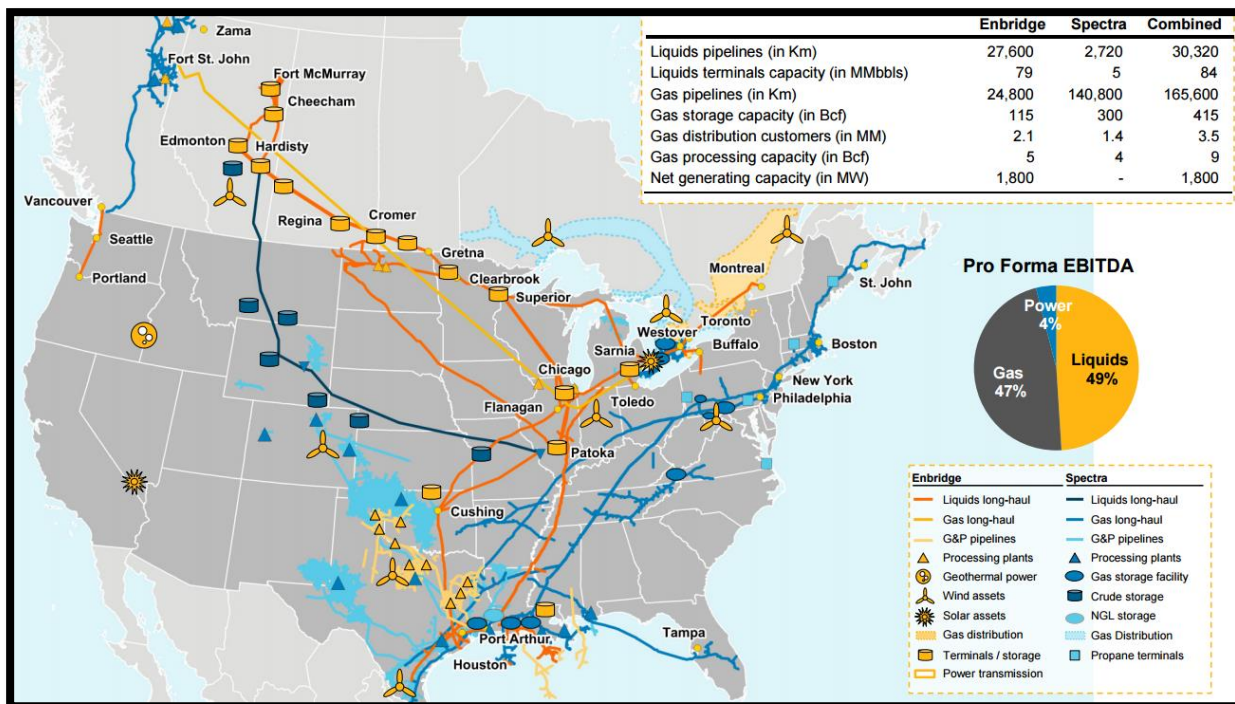 Enbridge Spectra Combined
Liquids pipelines (in Km) 27,600 2,720 30,320
Liquids terminals capacity (in MMbbls) 79 5 84
Gas pipelines (in Km) 24,800 140,800 165,600
Gas storage capacity (in Bcf) 115 300 415
Gas distribution customers (in MM) 2.1 1.4 3.5
Gas processing capacity (in Bcf) 5 4 9
Net generating capacity (in MW) 1,800 - 1,800
Zama
Fort St. John
Fort McMurray
Cheecham
Edmonton
Hardisty
Vancouver
Regina
Cromer
Seattle
Gretna
Portland
Clearbrook
Superior
Montreal
St. John
Toronto
Westover
Buffalo
Boston
Sarnia
Chicago
New York
Flanagan
Toledo
Philadelphia
Patoka
Cushing
Port Arthur
Houston
Tampa
Pro Forma EBITDA
Power
4%
Gas
47%
Liquids
49%
Enbridge
Liquids long-haul
Gas long-haul
G&P pipelines
Processing plants
Geothermal power
Wind assets
Solar assets
Gas distribution
Terminals / storage
Power transmission
Spectra
Liquids long-haul
Gas long-haul
G&P pipelines
Processing plants
Gas storage facility
Crude storage
NGL storage
Gas Distribution
Propane terminals